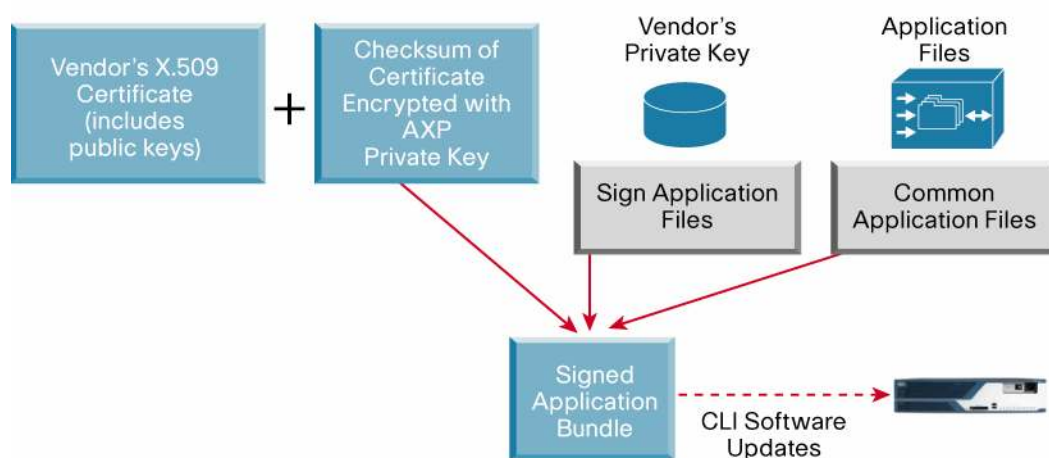 Vendor's X.509
Certificate
(includes
public keys)
+
Checksum of
Certificate
Encrypted with
AXP
Private Key
Vendor's
Private Key
Application
Files
Sign Application
Files
Common
Application Files
Signed
Application
Bundle
CLI Software
Updates